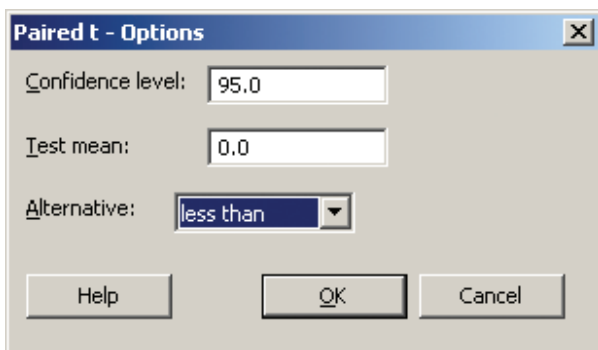 Paired t - Options
Confidence level: 95.0
Test mean: 0.0
Alternative: less than
Help OK Cancel